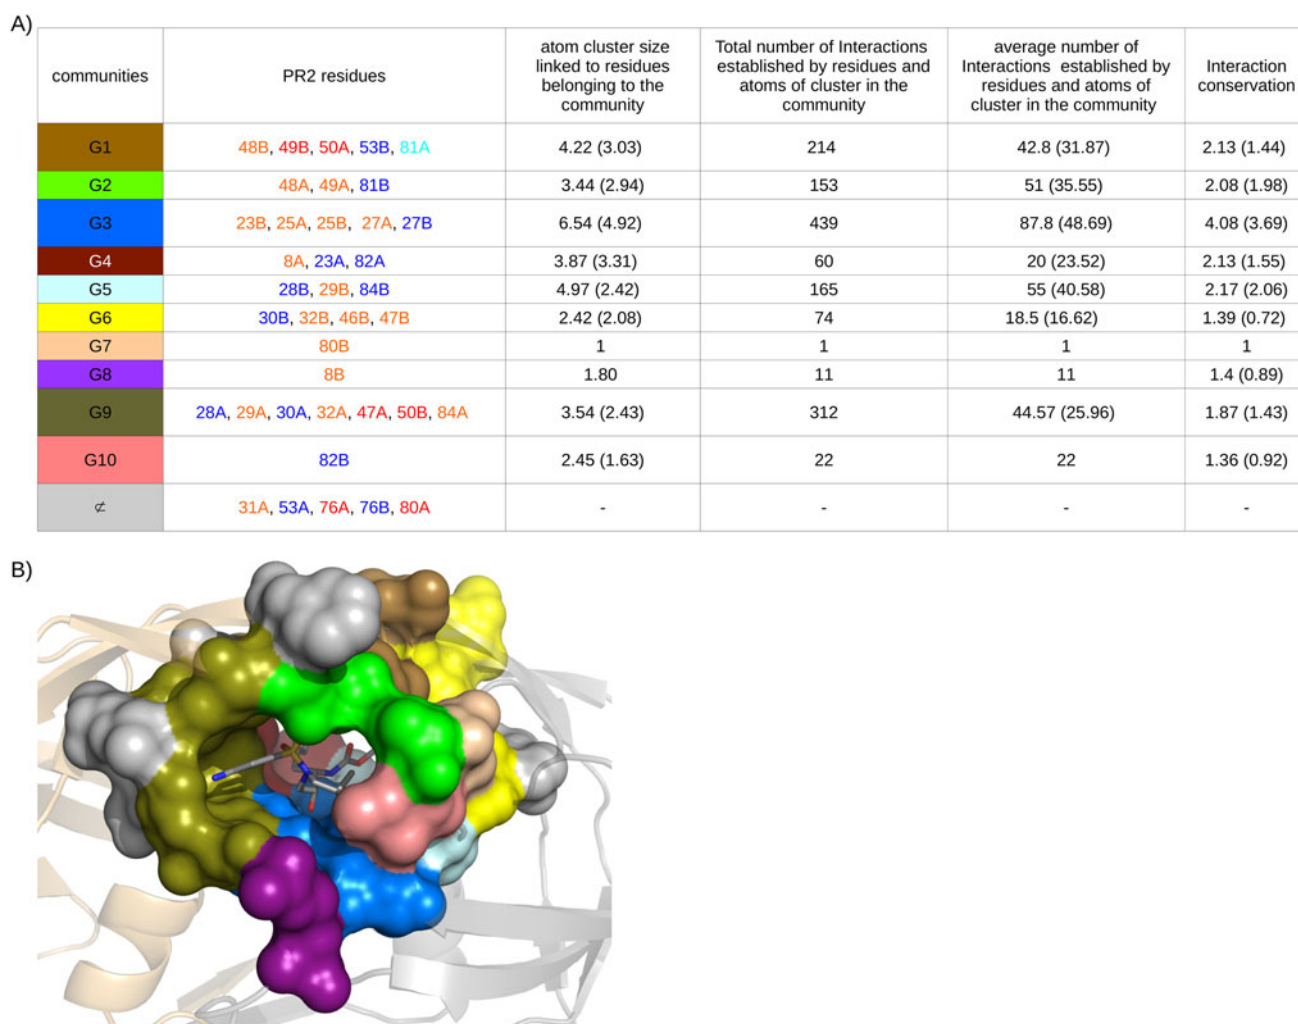 A)
communities
PR2 residues
atom cluster size
linked to residues
belonging to the
community
Total number of Interactions
established by residues and
atoms of cluster in the
community
average number of
Interactions established by
residues and atoms of
cluster in the community
Interaction
conservation
G1 48B, 49B, 50A, 53B, 81A 4.22 (3.03) 214 42.8 (31.87) 2.13 (1.44)
G2 48A, 49A, 81B 3.44 (2.94) 153 51 (35.55) 2.08 (1.98)
G3 23B, 25A, 25B, 27A, 27B 6.54 (4.92) 439 87.8 (48.69) 4.08 (3.69)
G4 8A, 23A, 82A 3.87 (3.31) 60 20 (23.52) 2.13 (1.55)
G5 28B, 29B, 84B 4.97 (2.42) 165 55 (40.58) 2.17 (2.06)
G6 30B, 32B, 46B, 47B 2.42 (2.08) 74 18.5 (16.62) 1.39 (0.72)
G7 80B 1 1 1 1
G8 8B 1.80 11 11 1.4 (0.89)
G9 28A, 29A, 30A, 32A, 47A, 50B, 84A 3.54 (2.43) 312 44.57 (25.96) 1.87 (1.43)
G10 82B 2.45 (1.63) 22 22 1.36 (0.92)
⊄ 31A, 53A, 76A, 76B, 80A - - - -
B)